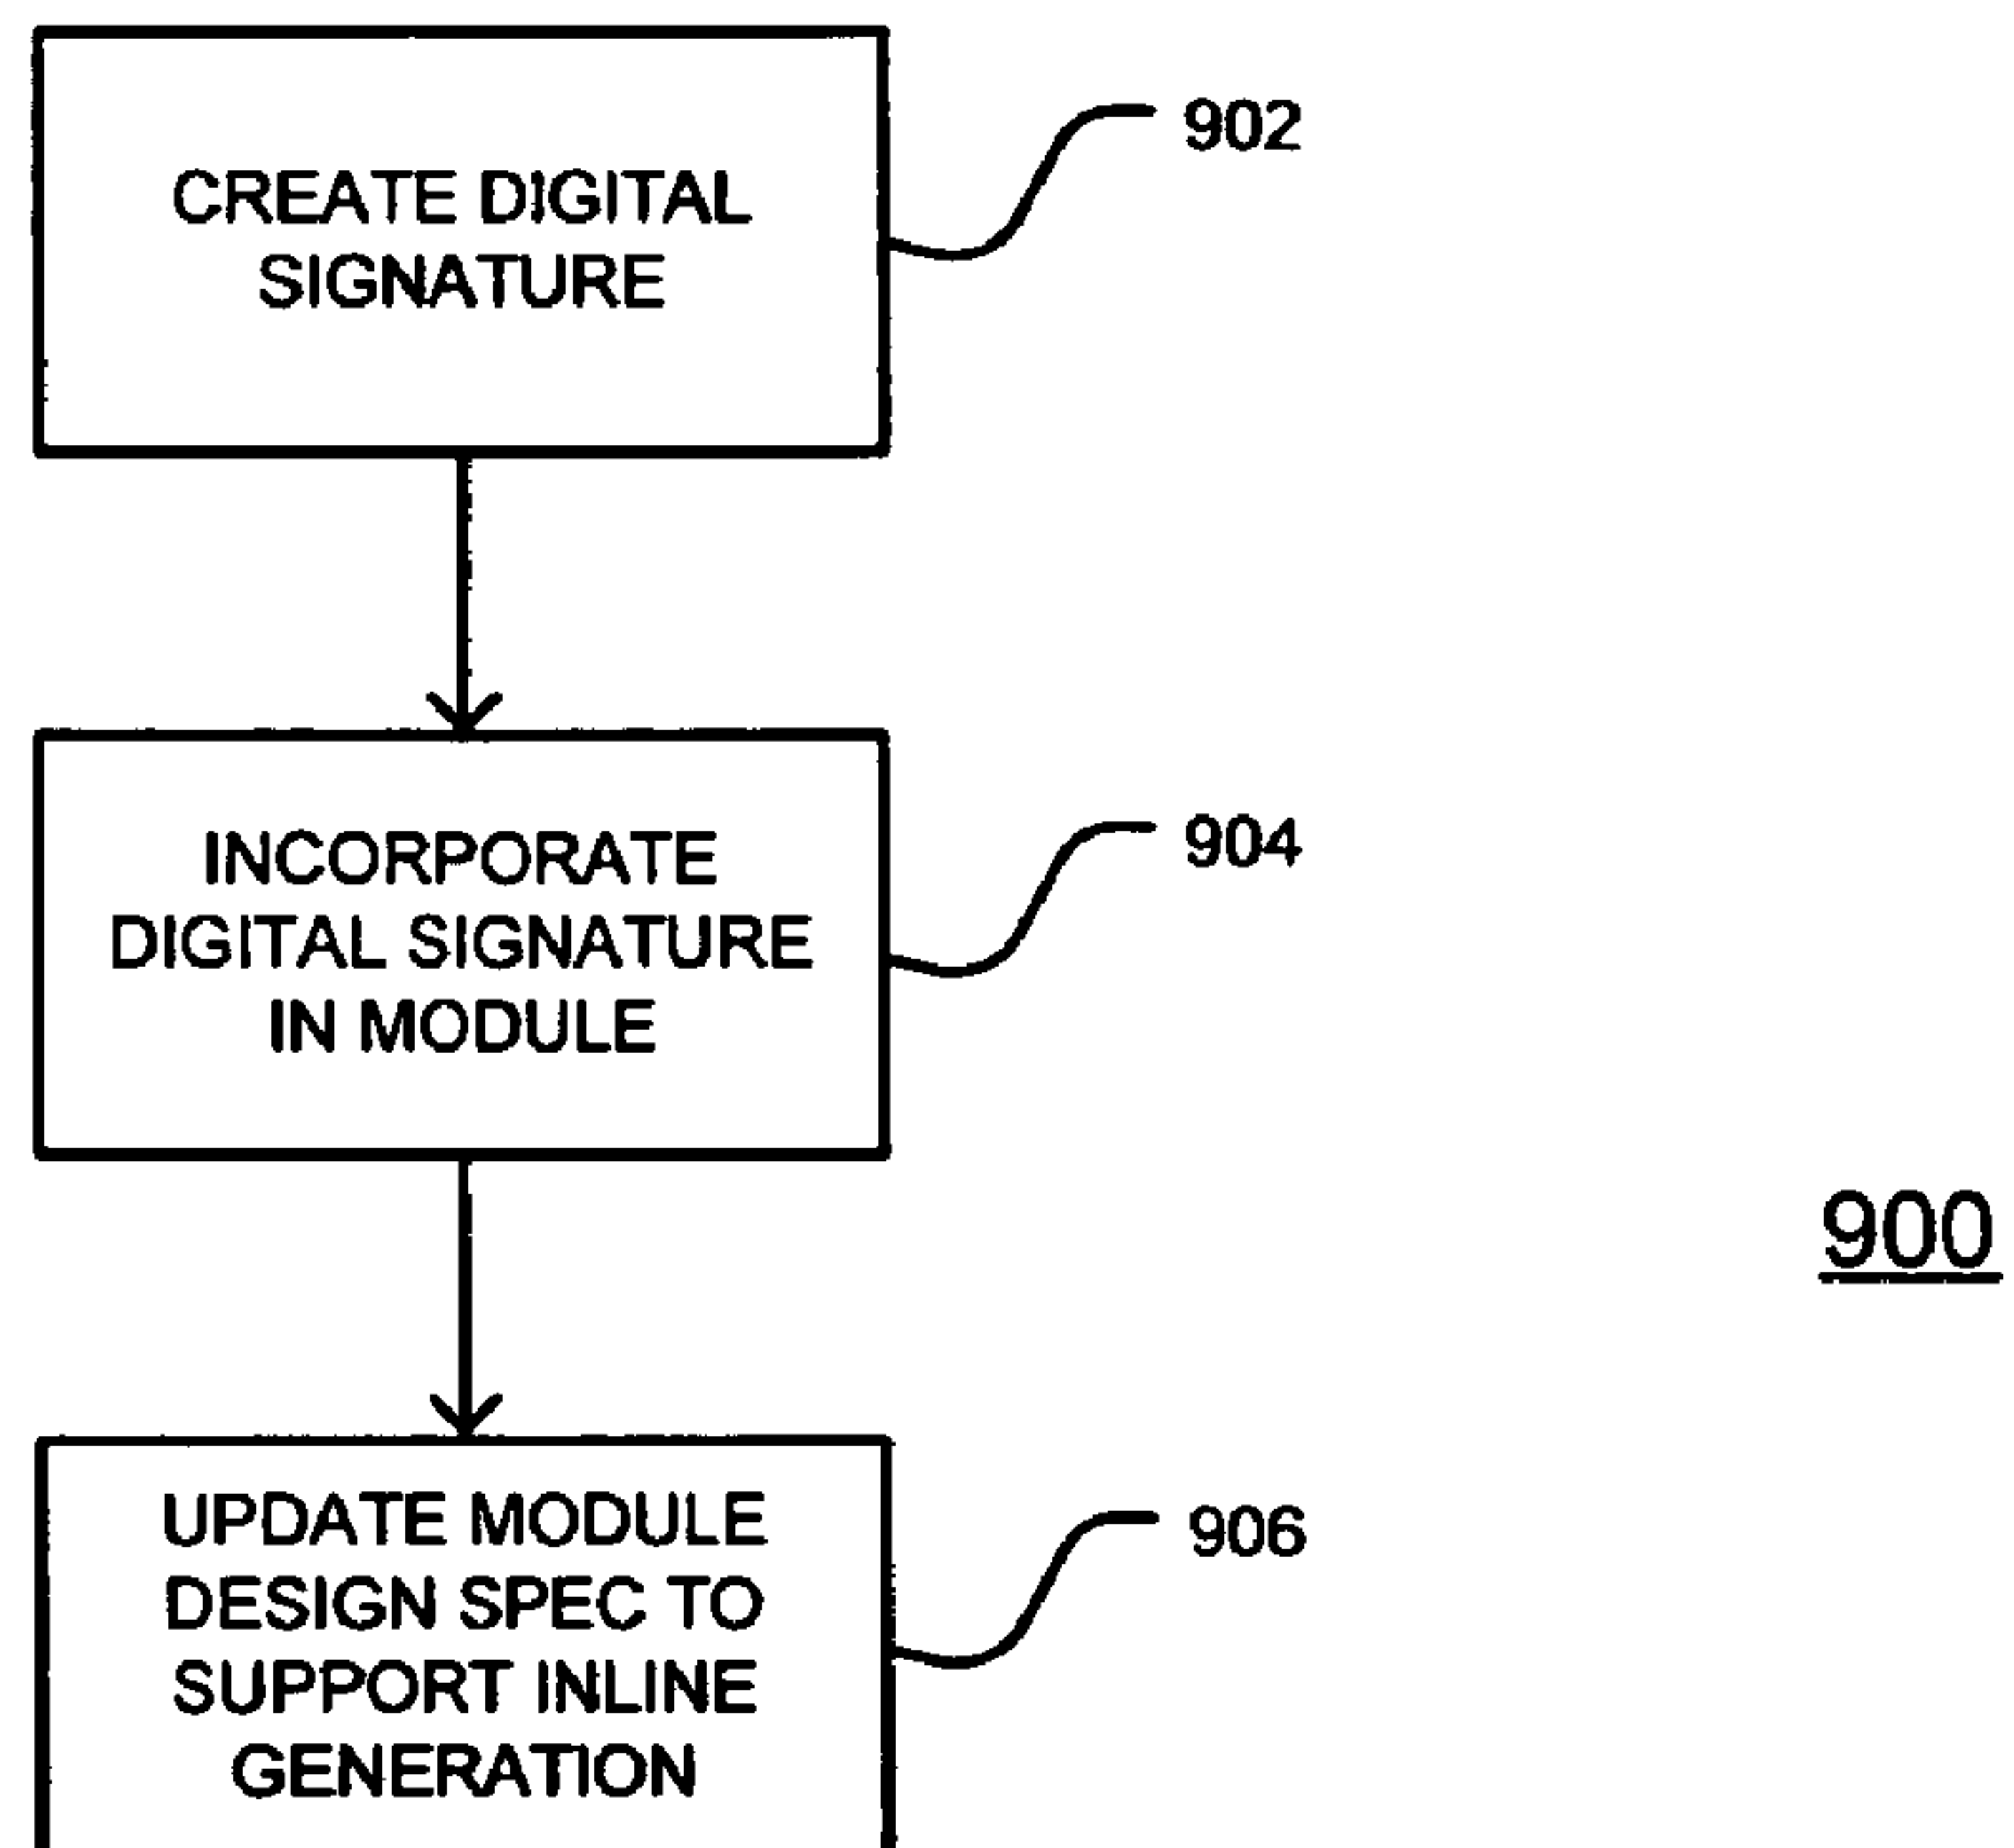 CREATE DIGITAL
SIGNATURE
902
INCORPORATE
DIGITAL SIGNATURE
IN MODULE
904
900
UPDATE MODULE
DESIGN SPEC TO
SUPPORT INLINE
GENERATION
906